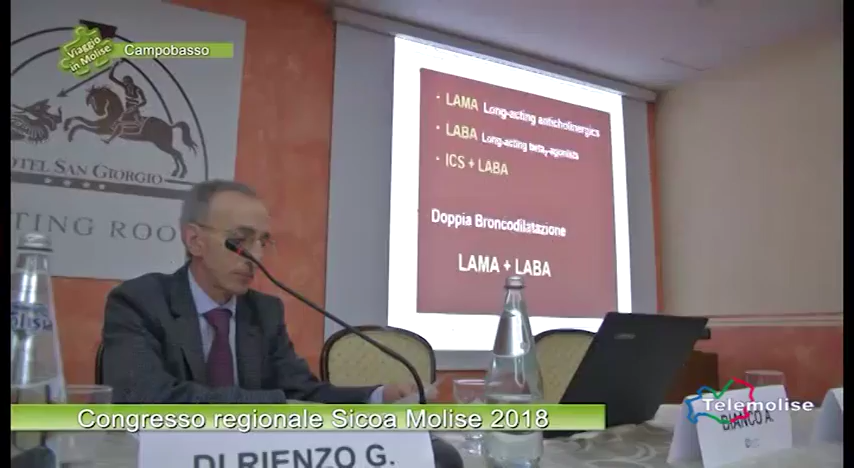 Viaggio
in Molise
Campobasso
HOTEL SAN GIORGIO
TING ROO
• LAMA Long-acting anticholinergics
• LABA Long-acting beta₂-agonists
• ICS + LABA
Doppia Broncodilatazione
LAMA + LABA
Congresso regionale Sicoa Molise 2018
Telemolise
DI RIENZO G.
BIANCO A.